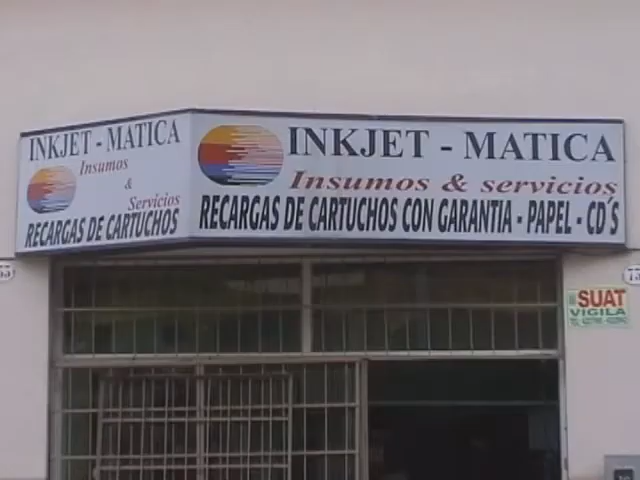 INKJET - MATICA
Insumos
&
Servicios
RECARGAS DE CARTUCHOS
INKJET - MATICA
Insumos & servicios
RECARGAS DE CARTUCHOS CON GARANTIA - PAPEL - CD´S
SUAT
VIGILA